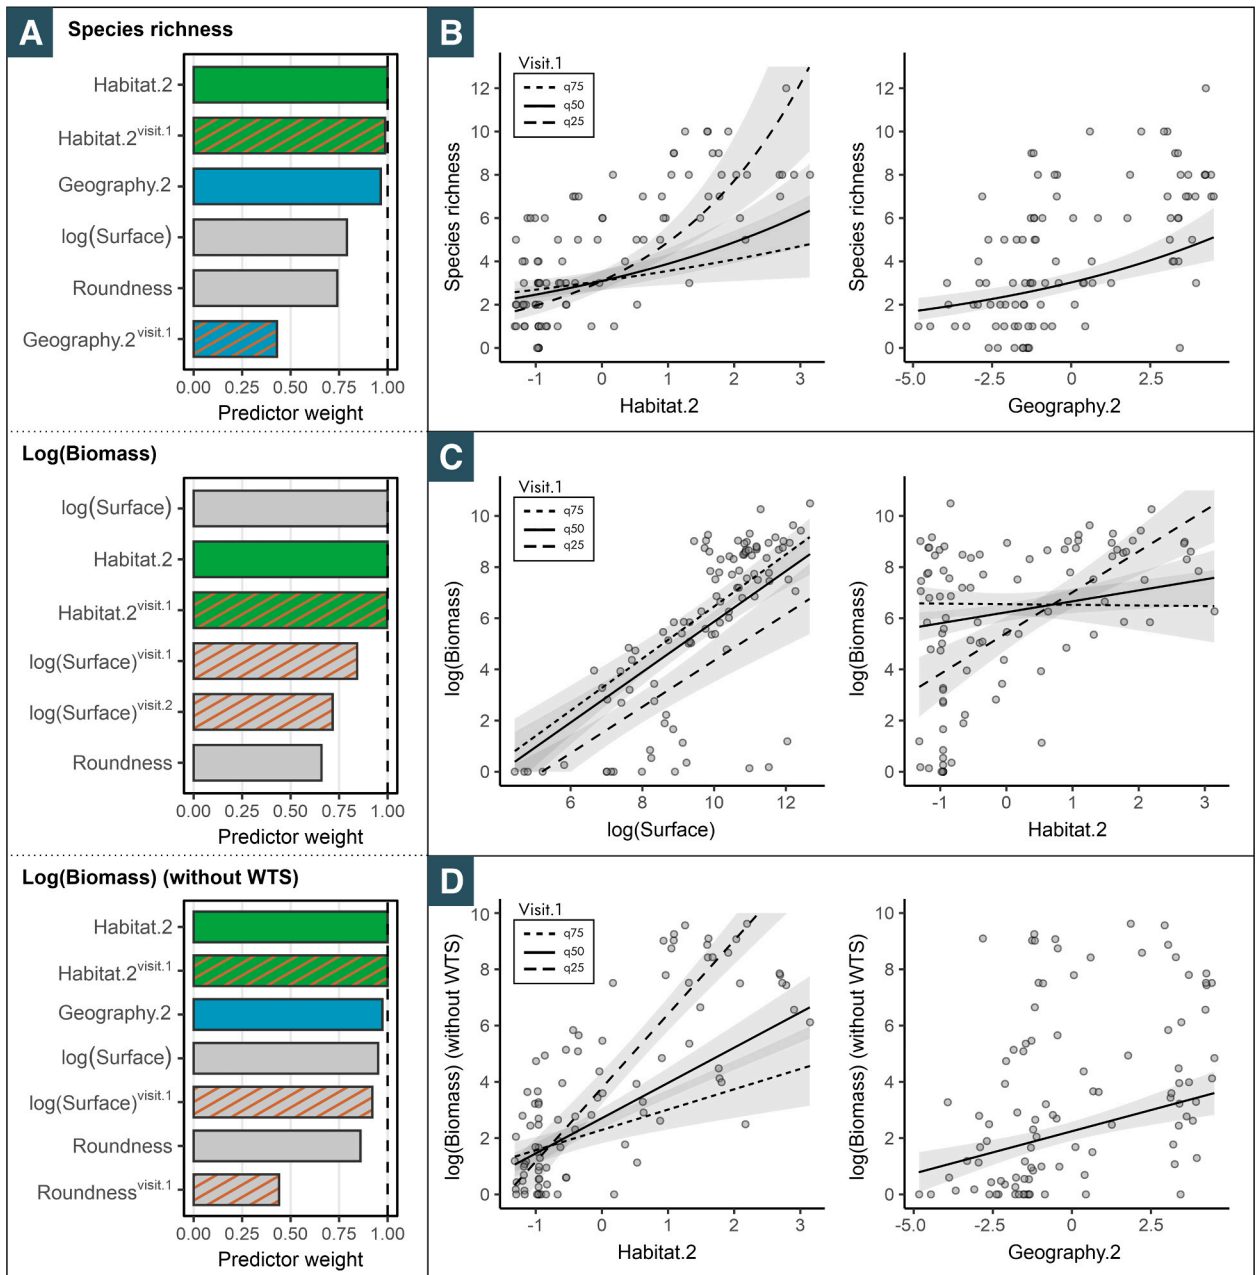 A
Species richness
Habitat.2
Habitat.2visit.1
Geography.2
log(Surface)
Roundness
Geography.2visit.1
0.00 0.25 0.50 0.75 1.00
Predictor weight
B
Visit.1
q75
q50
q25
Species richness
12
10
8
6
4
2
0
-1 0 1 2 3
Habitat.2
Species richness
12
10
8
6
4
2
0
-5.0 -2.5 0 2.5
Geography.2
Log(Biomass)
log(Surface)
Habitat.2
Habitat.2visit.1
log(Surface)visit.1
log(Surface)visit.2
Roundness
0.00 0.25 0.50 0.75 1.00
Predictor weight
C
Visit.1
q75
q50
q25
log(Biomass)
10
8
6
4
2
0
6 8 10 12
log(Surface)
log(Biomass)
10
8
6
4
2
0
-1 0 1 2 3
Habitat.2
Log(Biomass) (without WTS)
Habitat.2
Habitat.2visit.1
Geography.2
log(Surface)
log(Surface)visit.1
Roundness
Roundnessvisit.1
0.00 0.25 0.50 0.75 1.00
Predictor weight
D
Visit.1
q75
q50
q25
log(Biomass) (without WTS)
10
8
6
4
2
0
-1 0 1 2 3
Habitat.2
log(Biomass) (without WTS)
10
8
6
4
2
0
-5.0 -2.5 0 2.5
Geography.2